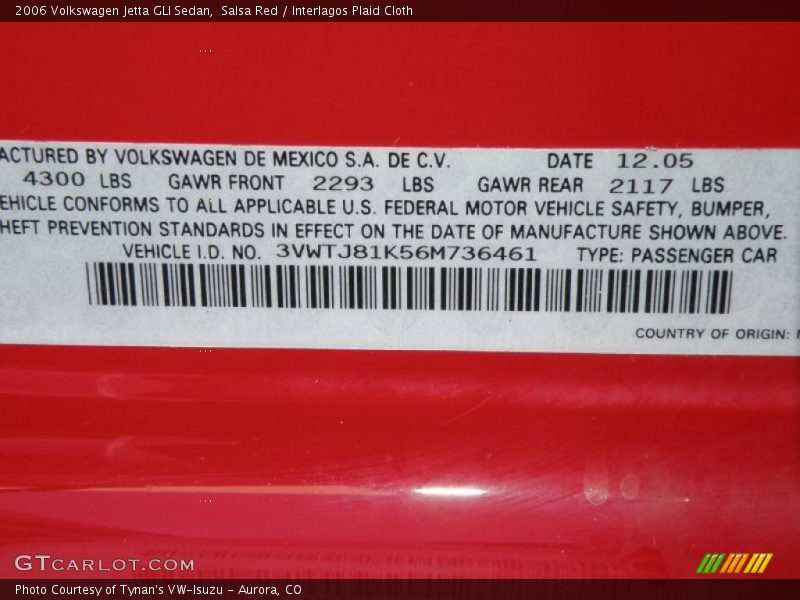 2006 Volkswagen Jetta GLI Sedan,  Salsa Red / Interlagos Plaid Cloth
ACTURED BY VOLKSWAGEN DE MEXICO S.A. DE C.V. DATE 12.05
4300 LBS GAWR FRONT 2293 LBS GAWR REAR 2117 LBS
EHICLE CONFORMS TO ALL APPLICABLE U.S. FEDERAL MOTOR VEHICLE SAFETY, BUMPER,
HEFT PREVENTION STANDARDS IN EFFECT ON THE DATE OF MANUFACTURE SHOWN ABOVE.
VEHICLE I.D. NO. 3VWTJ81K56M736461 TYPE: PASSENGER CAR
COUNTRY OF ORIGIN:
GTCARLOT.COM
Photo Courtesy of Tynan's VW-Isuzu - Aurora, CO